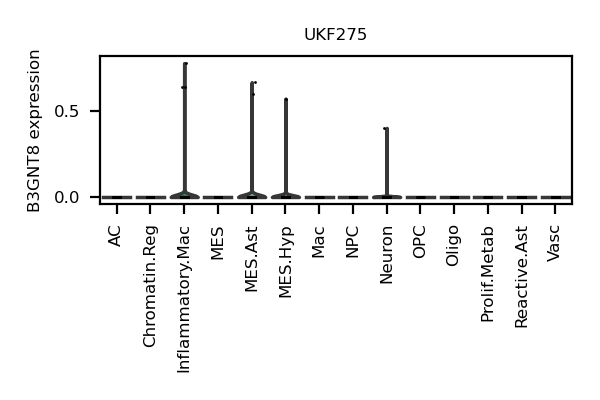 UKF275
B3GNT8 expression
0.5
0.0
AC
Chromatin.Reg
Inflammatory.Mac
MES
MES.Ast
MES.Hyp
Mac
NPC
Neuron
OPC
Oligo
Prolif.Metab
Reactive.Ast
Vasc